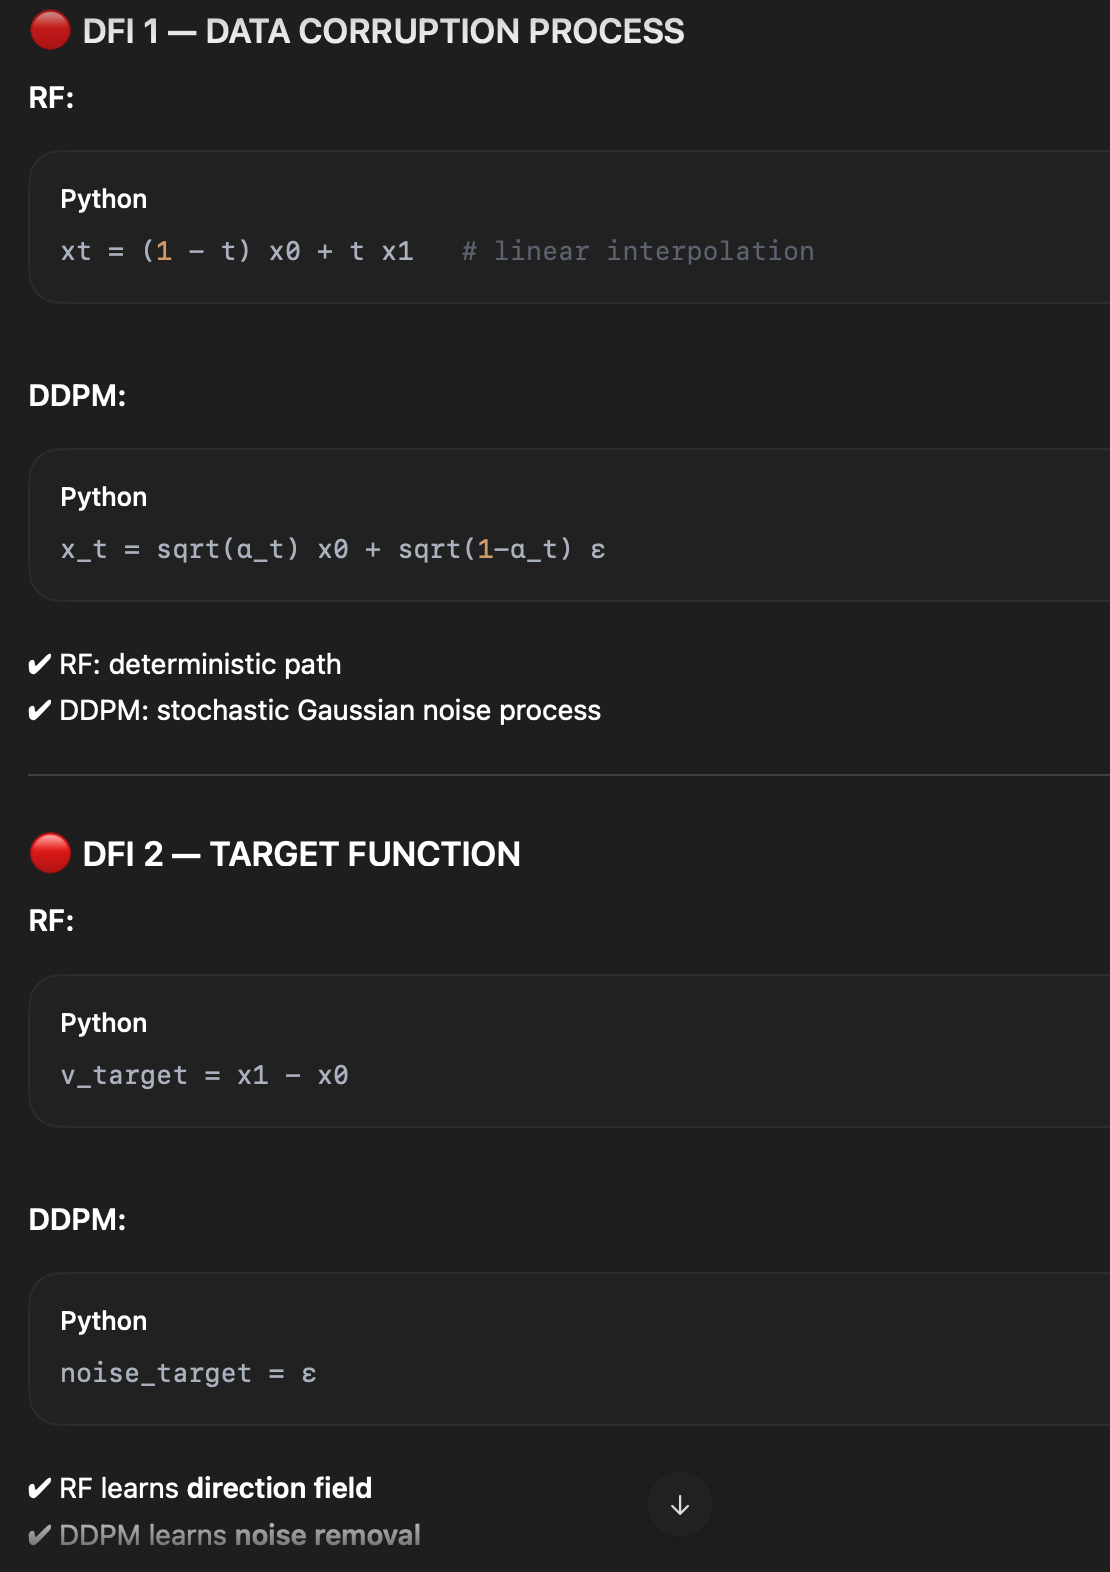 🔴 DFI 1 — DATA CORRUPTION PROCESS
RF:
Python
xt = (1 - t) x0 + t x1   # linear interpolation
DDPM:
Python
x_t = sqrt(α_t) x0 + sqrt(1-α_t) ε
✔ RF: deterministic path
✔ DDPM: stochastic Gaussian noise process
🔴 DFI 2 — TARGET FUNCTION
RF:
Python
v_target = x1 - x0
DDPM:
Python
noise_target = ε
✔ RF learns direction field
✔ DDPM learns noise removal